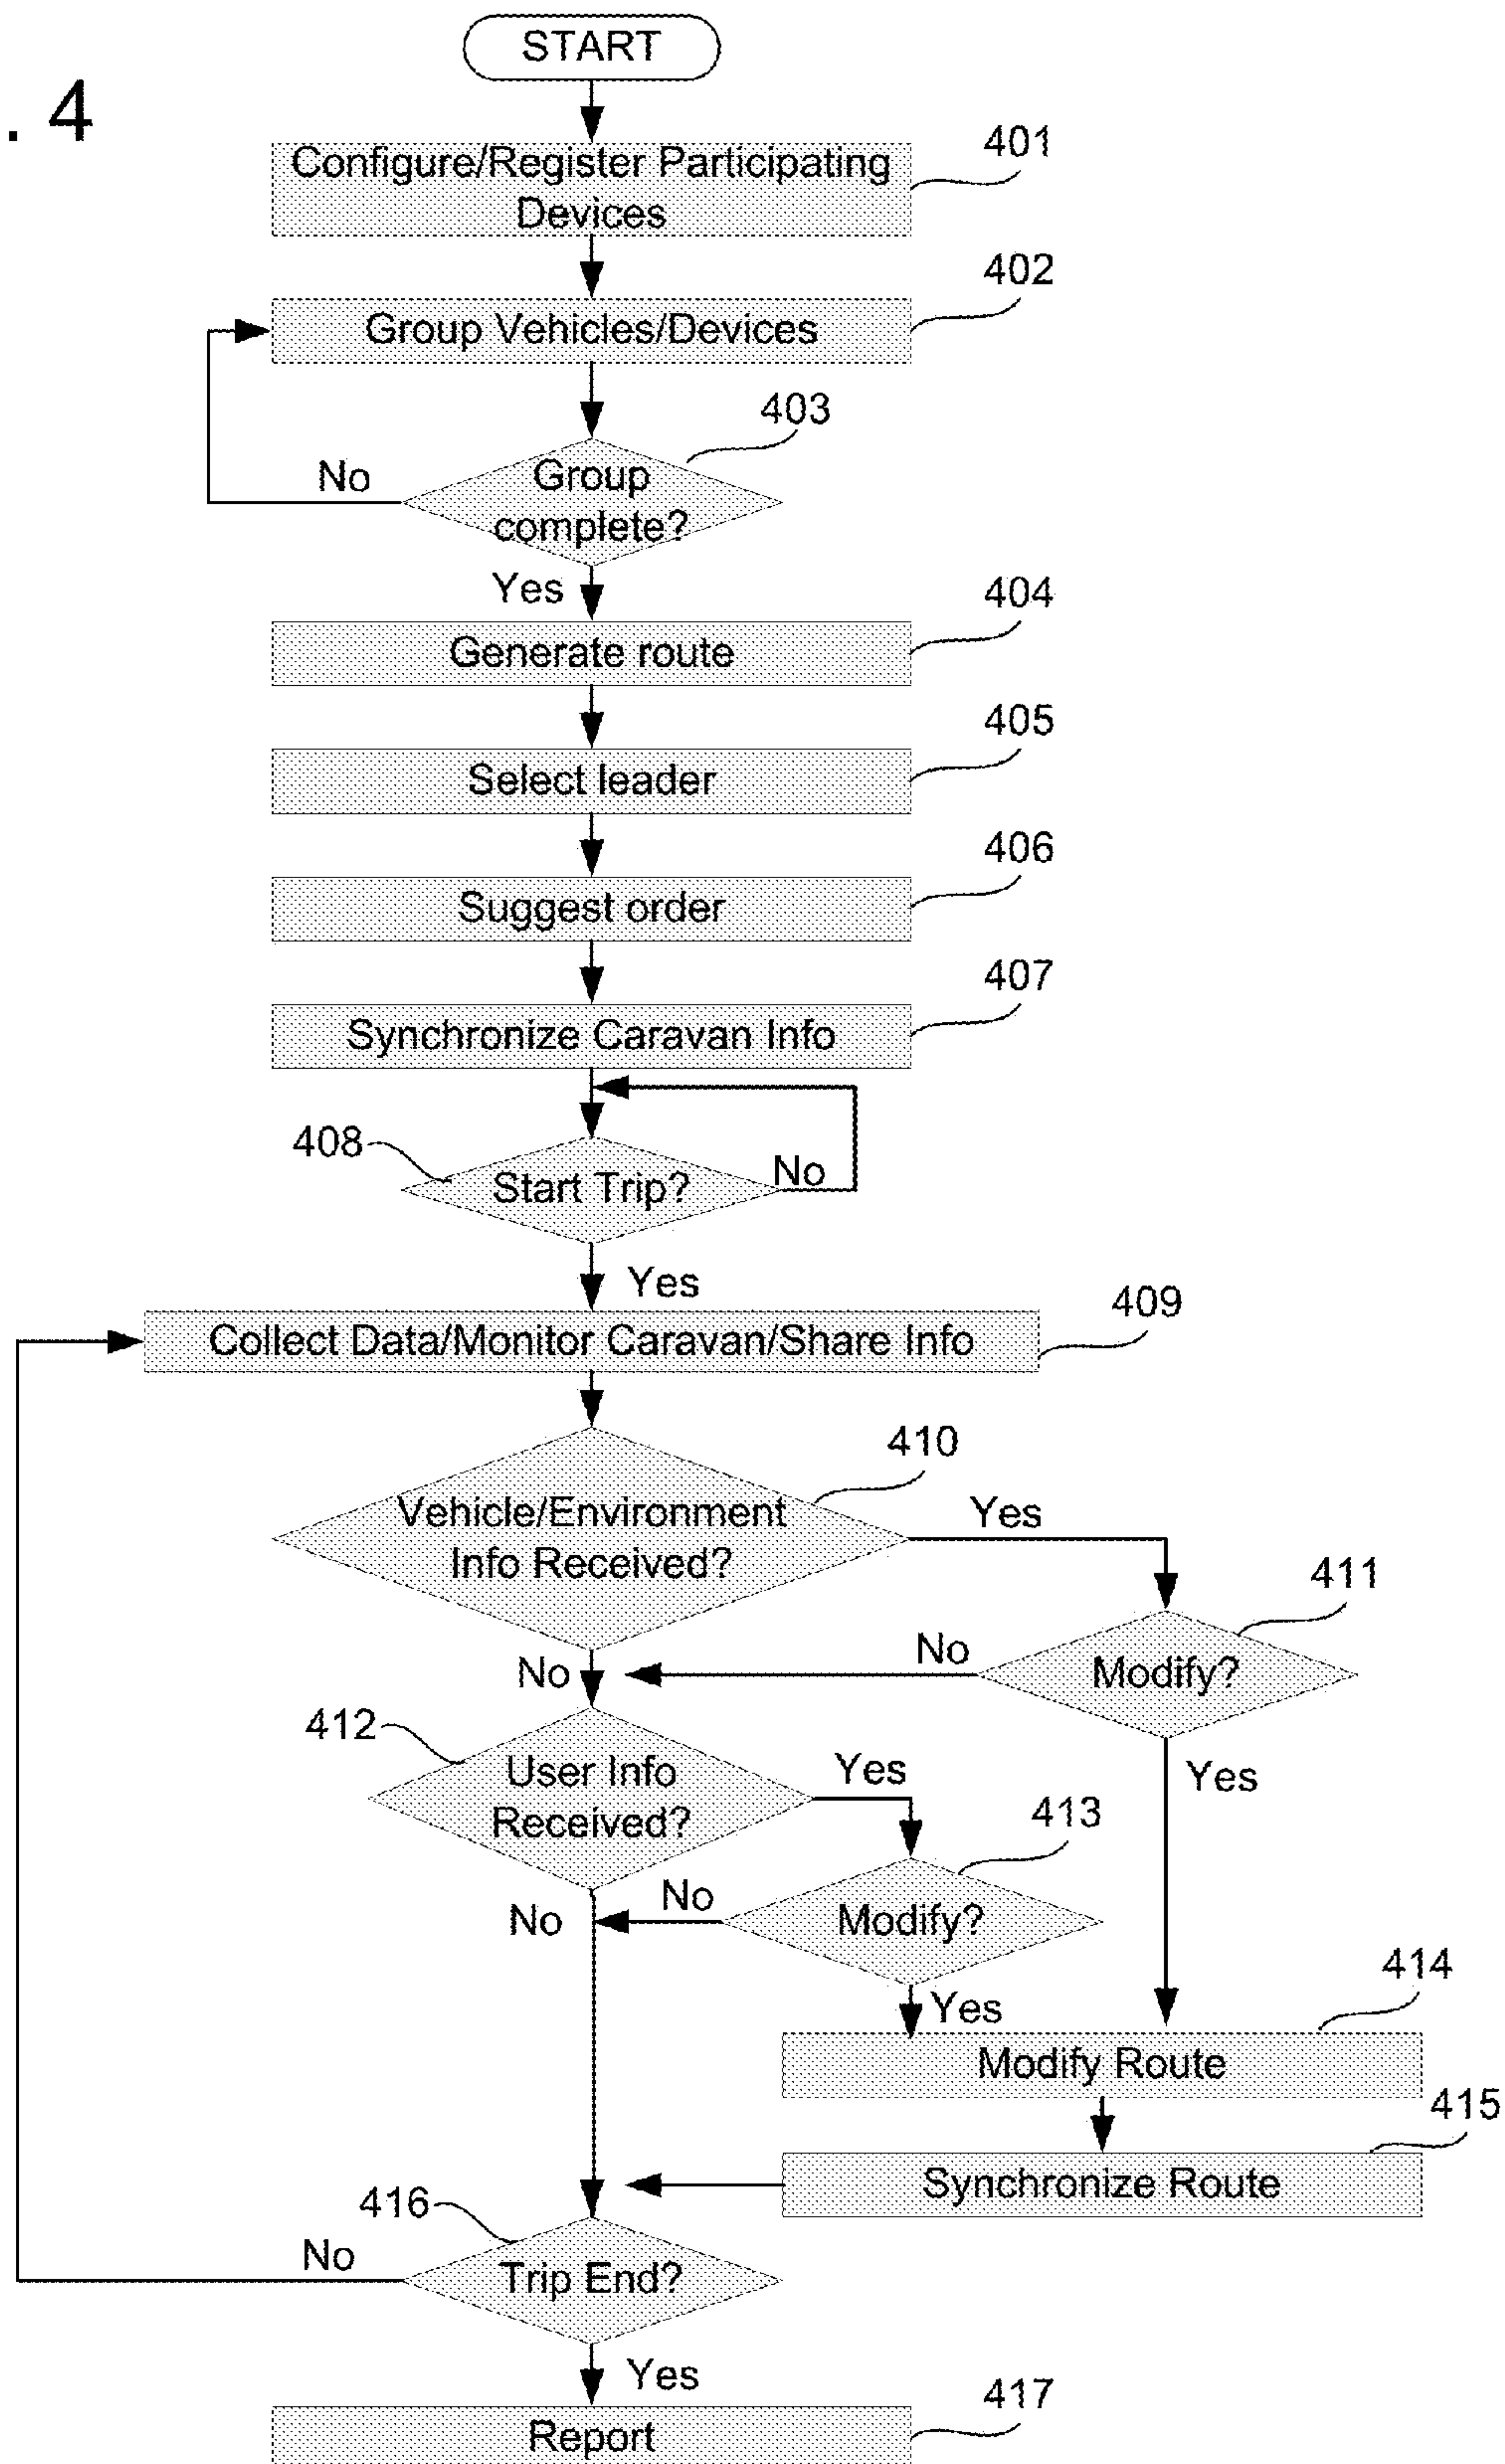 . 4
START
Configure/Register Participating
Devices
401
Group Vehicles/Devices
402
403
Group
complete?
No
Yes
Generate route
404
Select leader
405
Suggest order
406
Synchronize Caravan Info
407
408
Start Trip?
No
Yes
Collect Data/Monitor Caravan/Share Info
409
410
Vehicle/Environment
Info Received?
Yes
411
No
No
Modify?
412
User Info
Received?
Yes
Yes
413
No
No
Modify?
Yes
414
Modify Route
415
Synchronize Route
416
No
Trip End?
Yes
417
Report